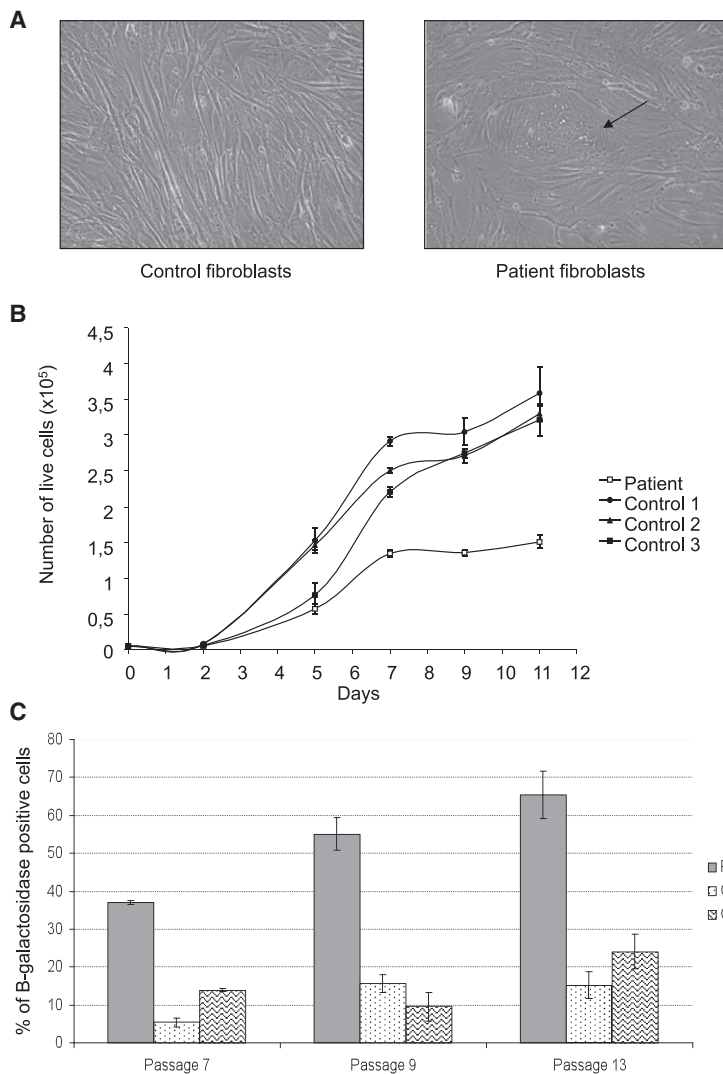 A
Control fibroblasts
Patient fibroblasts
B
Number of live cells (x10⁵)
4,5
4
3,5
3
2,5
2
1,5
1
0,5
0
0 1 2 3 4 5 6 7 8 9 10 11 12
Days
Patient
Control 1
Control 2
Control 3
C
% of B-galactosidase positive cells
80
70
60
50
40
30
20
10
0
Passage 7
Passage 9
Passage 13